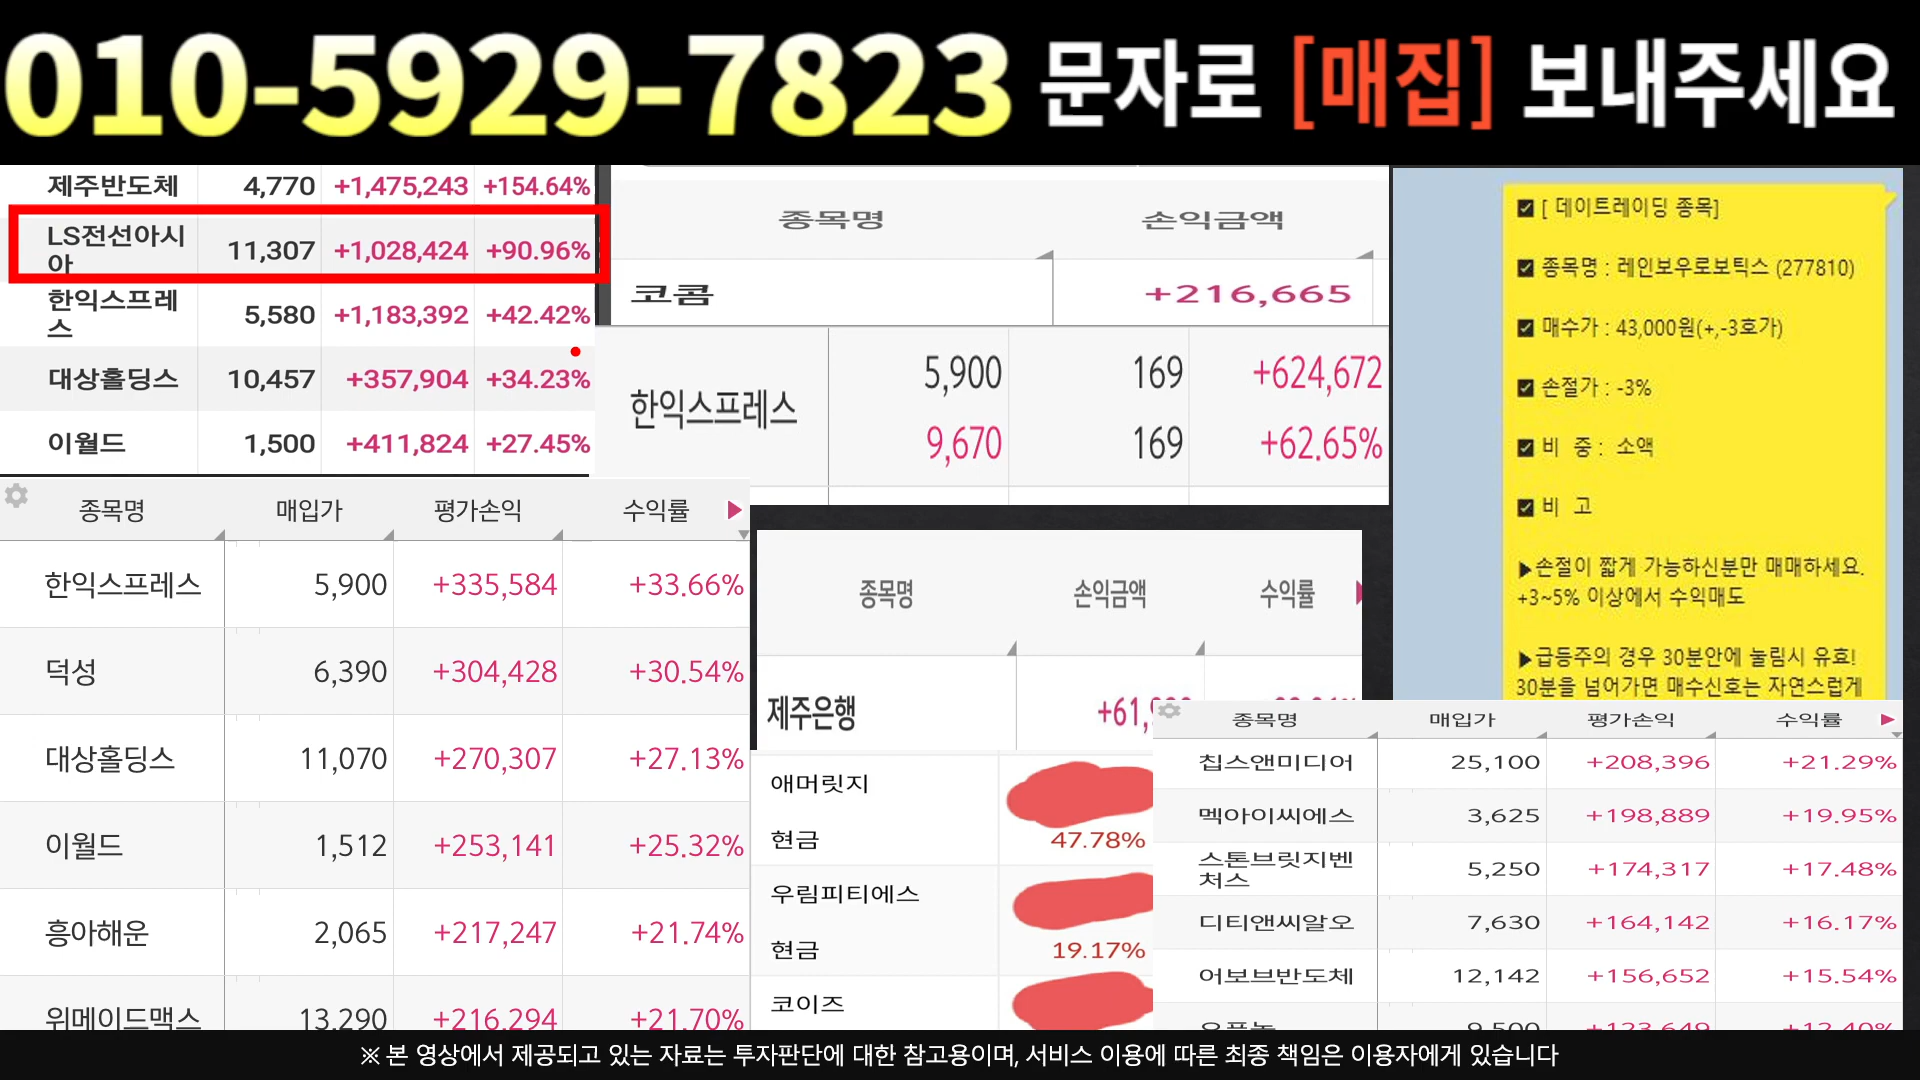 010-5929-7823 문자로 [매집] 보내주세요
제주반도체 4,770 +1,475,243 +154.64%
LS전선아시
아 11,307 +1,028,424 +90.96%
한익스프레
스 5,580 +1,183,392 +42.42%
대상홀딩스 10,457 +357,904 +34.23%
이월드 1,500 +411,824 +27.45%
종목명 손익금액
코콤 +216,665
한익스프레스
5,900 169 +624,672
9,670 169 +62.65%
☑ [ 데이트레이딩 종목]
☑ 종목명 : 레인보우로보틱스 (277810)
☑ 매수가 : 43,000원(+,-3호가)
☑ 손절가 : -3%
☑ 비 중 : 소액
☑ 비 고
▶손절이 짧게 가능하신분만 매매하세요.
+3~5% 이상에서 수익매도
▶급등주의 경우 30분안에 눌림시 유효!
30분을 넘어가면 매수신호는 자연스럽게
종목명 매입가 평가손익 수익률
한익스프레스 5,900 +335,584 +33.66%
덕성 6,390 +304,428 +30.54%
대상홀딩스 11,070 +270,307 +27.13%
이월드 1,512 +253,141 +25.32%
흥아해운 2,065 +217,247 +21.74%
위메이드맥스 13,290 +216,294 +21.70%
종목명 손익금액 수익률
제주은행 +61,
애머릿지
현금 47.78%
우림피티에스
현금 19.17%
코이즈
종목명 매입가 평가손익 수익률
칩스앤미디어 25,100 +208,396 +21.29%
멕아이씨에스 3,625 +198,889 +19.95%
스톤브릿지벤
처스 5,250 +174,317 +17.48%
디티앤씨알오 7,630 +164,142 +16.17%
어보브반도체 12,142 +156,652 +15.54%
9,500 +123,649 +12.40%
※ 본 영상에서 제공되고 있는 자료는 투자판단에 대한 참고용이며, 서비스 이용에 따른 최종 책임은 이용자에게 있습니다